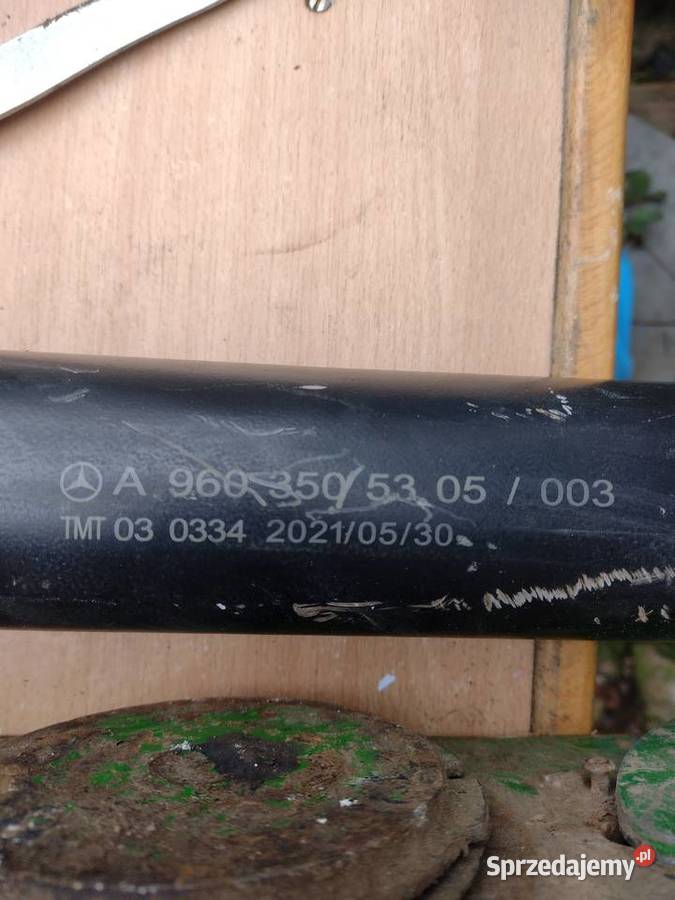 A 960 350 53 05 / 003
TMT 03 0334 2021/05/30
Sprzedajemy.pl